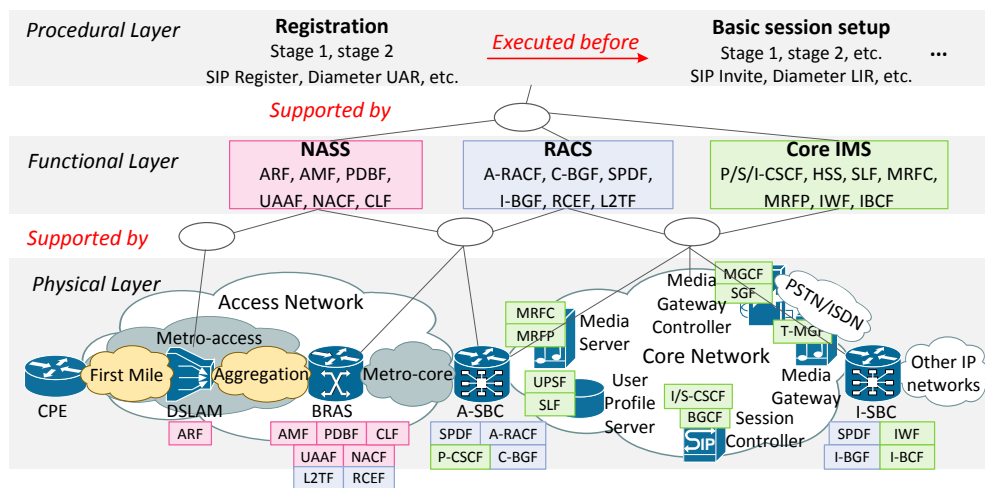 Procedural Layer
Registration
Stage 1, stage 2
SIP Register, Diameter UAR, etc.
Executed before
Basic session setup
Stage 1, stage 2, etc.
SIP Invite, Diameter LIR, etc.
...
Supported by
Functional Layer
NASS
ARF, AMF, PDBF,
UAAF, NACF, CLF
RACS
A-RACF, C-BGF, SPDF,
I-BGF, RCEF, L2TF
Core IMS
P/S/I-CSCF, HSS, SLF, MRFC,
MRFP, IWF, IBCF
Supported by
Physical Layer
Access Network
Metro-access
First Mile
Aggregation
Metro-core
CPE
DSLAM
BRAS
A-SBC
ARF
AMF PDBF CLF
UAAF NACF
L2TF RCEF
SPDF A-RACF
P-CSCF C-BGF
MRFC
MRFP
Media
Server
UPSF
SLF
User
Profile
Server
Core Network
Media
Gateway
Controller
MGCF
SGF
PSTN/ISDN
T-MGF
Media
Gateway
I/S-CSCF
BGCF
SIP
Session
Controller
I-SBC
Other IP
networks
SPDF IWF
I-BGF I-BCF